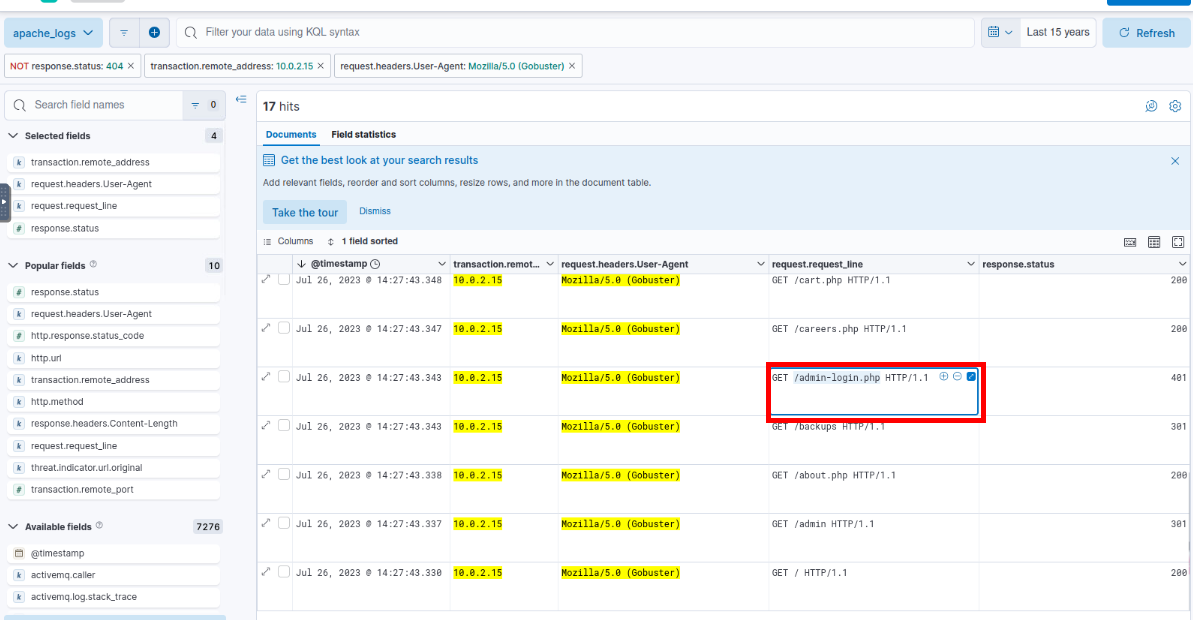 apache_logs
Filter your data using KQL syntax
Last 15 years
Refresh
NOT response.status: 404 ×
transaction.remote_address: 10.0.2.15 ×
request.headers.User-Agent: Mozilla/5.0 (Gobuster) ×
Search field names
0
Selected fields
4
k transaction.remote_address
k request.headers.User-Agent
k request.request_line
# response.status
Popular fields
10
# response.status
k request.headers.User-Agent
# http.response.status_code
k http.url
k transaction.remote_address
k http.method
k response.headers.Content-Length
k request.request_line
k threat.indicator.url.original
# transaction.remote_port
Available fields
7276
@timestamp
k activemq.caller
k activemq.log.stack_trace
17 hits
Documents
Field statistics
Get the best look at your search results
Add relevant fields, reorder and sort columns, resize rows, and more in the document table.
Take the tour
Dismiss
Columns
1 field sorted
@timestamp transaction.remot... request.headers.User-Agent request.request_line response.status
Jul 26, 2023 @ 14:27:43.348 10.0.2.15 Mozilla/5.0 (Gobuster) GET /cart.php HTTP/1.1 200
Jul 26, 2023 @ 14:27:43.347 10.0.2.15 Mozilla/5.0 (Gobuster) GET /careers.php HTTP/1.1 200
Jul 26, 2023 @ 14:27:43.343 10.0.2.15 Mozilla/5.0 (Gobuster) GET /admin-login.php HTTP/1.1 401
Jul 26, 2023 @ 14:27:43.343 10.0.2.15 Mozilla/5.0 (Gobuster) GET /backups HTTP/1.1 301
Jul 26, 2023 @ 14:27:43.338 10.0.2.15 Mozilla/5.0 (Gobuster) GET /about.php HTTP/1.1 200
Jul 26, 2023 @ 14:27:43.337 10.0.2.15 Mozilla/5.0 (Gobuster) GET /admin HTTP/1.1 301
Jul 26, 2023 @ 14:27:43.330 10.0.2.15 Mozilla/5.0 (Gobuster) GET / HTTP/1.1 200